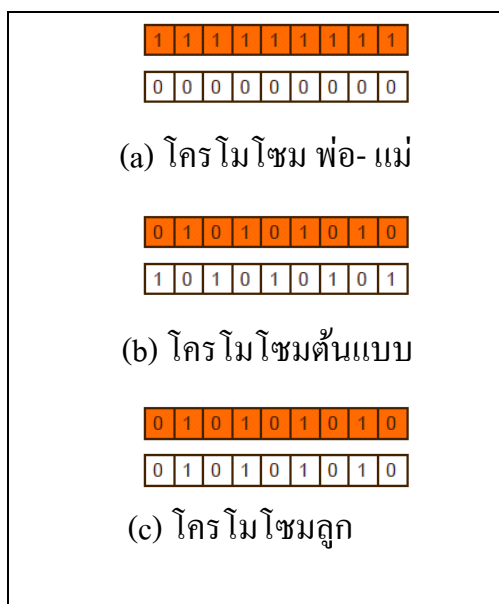 1 1 1 1 1 1 1 1 1
0 0 0 0 0 0 0 0 0
(a) โครโมโซม พ่อ- แม่
0 1 0 1 0 1 0 1 0
1 0 1 0 1 0 1 0 1
(b) โครโมโซมต้นแบบ
0 1 0 1 0 1 0 1 0
0 1 0 1 0 1 0 1 0
(c) โครโมโซมลูก